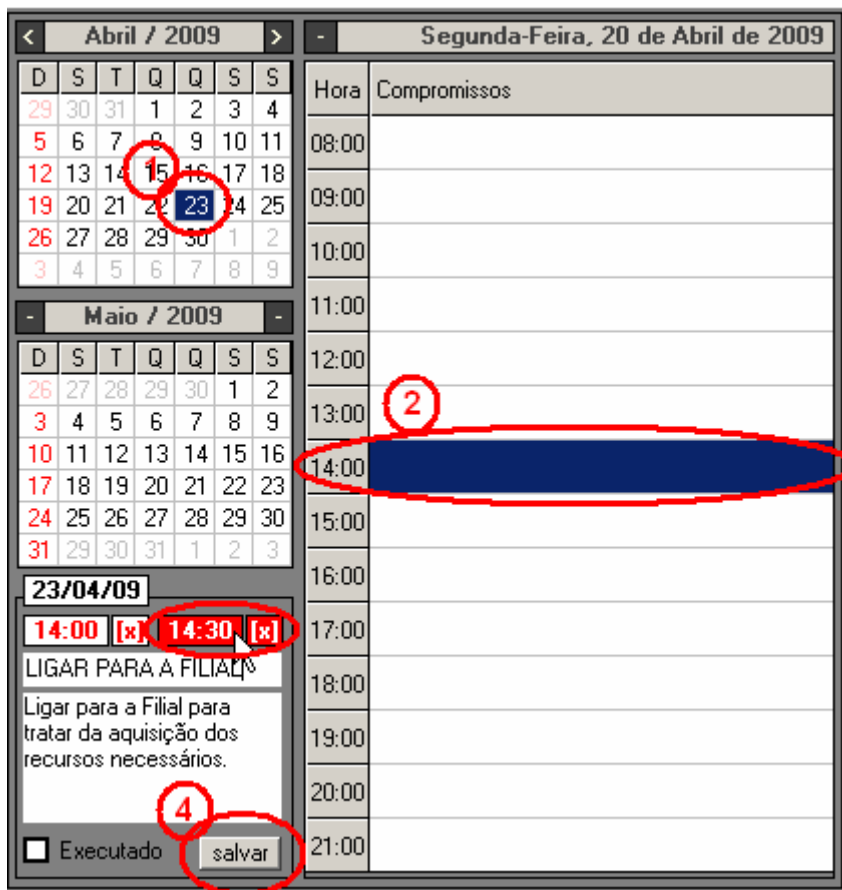 < Abril / 2009 >
D S T Q Q S S
29 30 31 1 2 3 4
5 6 7 8 9 10 11
12 13 14 15 16 17 18
19 20 21 22 23 24 25
26 27 28 29 30 1 2
3 4 5 6 7 8 9
1
- Maio / 2009 -
D S T Q Q S S
26 27 28 29 30 1 2
3 4 5 6 7 8 9
10 11 12 13 14 15 16
17 18 19 20 21 22 23
24 25 26 27 28 29 30
31 29 30 31 1 2 3
23/04/09
14:00 [x] 14:30 [x]
LIGAR PARA A FILIAL
Ligar para a Filial para
tratar da aquisição dos
recursos necessários.
4
Executado salvar
- Segunda-Feira, 20 de Abril de 2009
Hora Compromissos
08:00
09:00
10:00
11:00
12:00
13:00
2
14:00
15:00
16:00
17:00
18:00
19:00
20:00
21:00